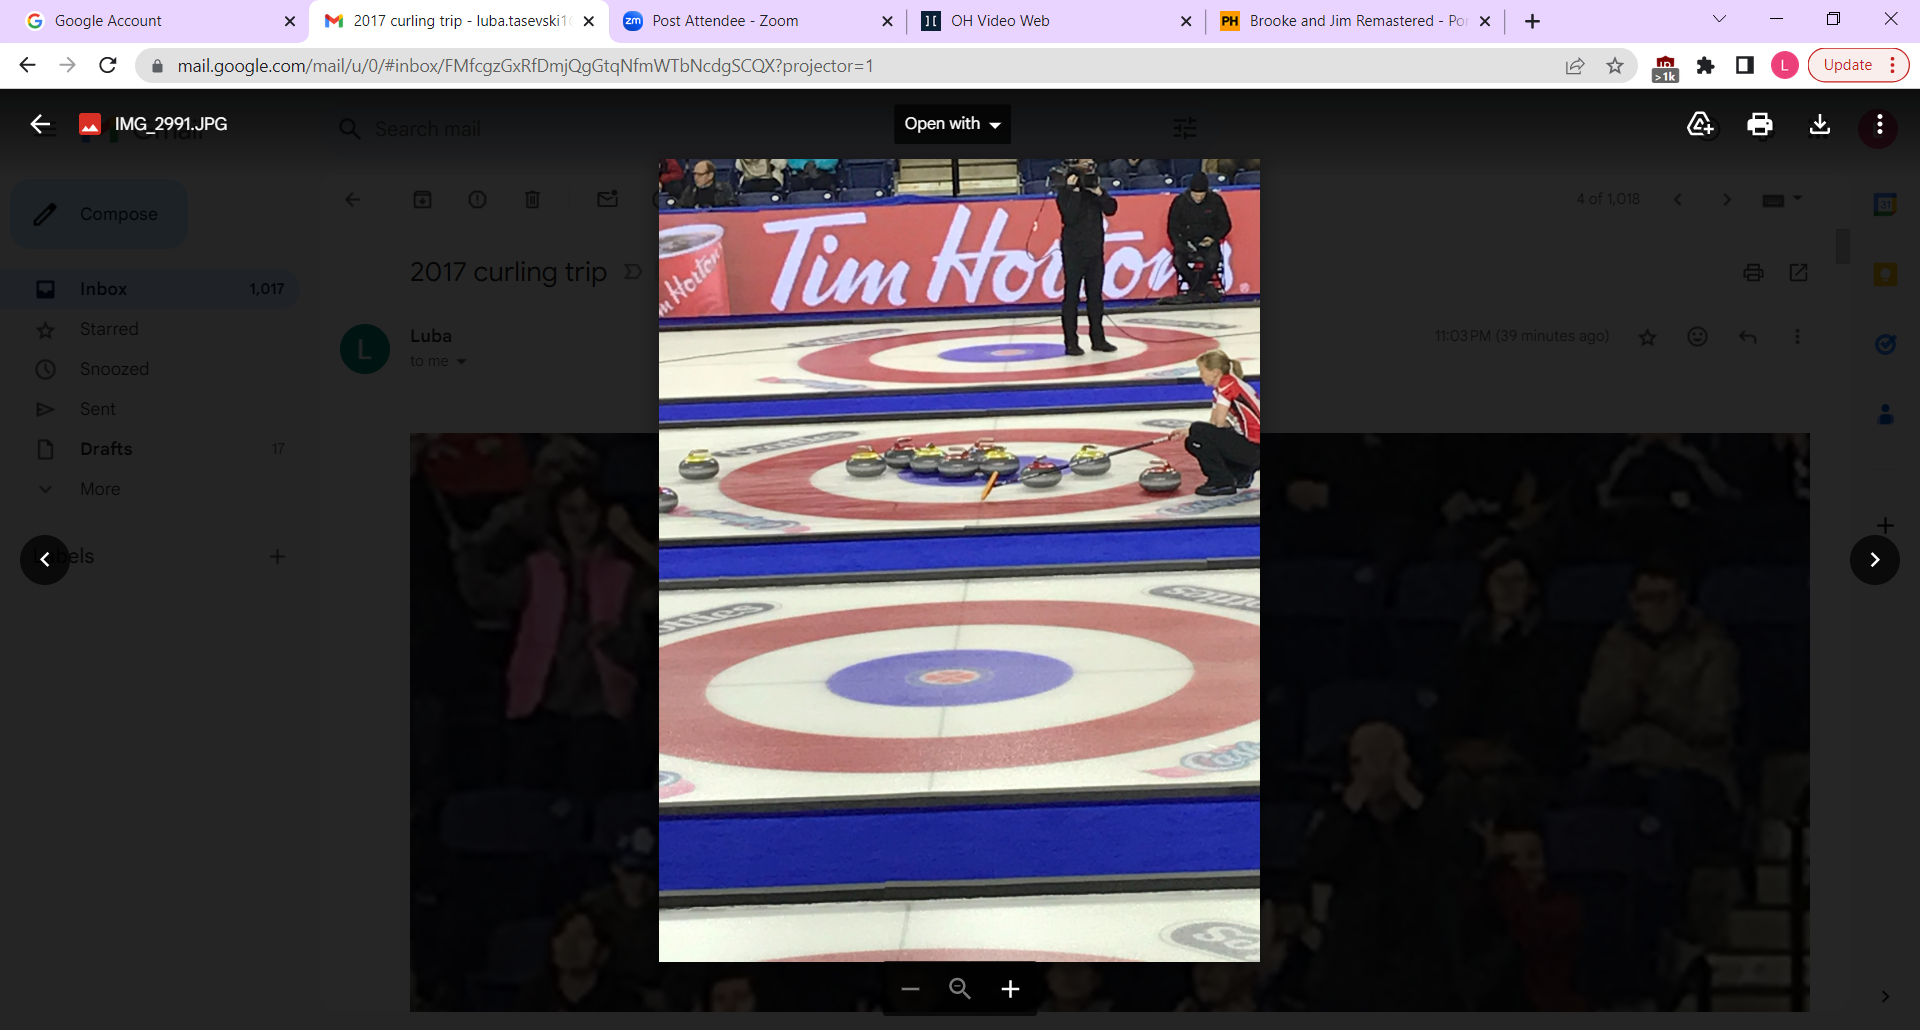 Google Account
2017 curling trip - luba.tasevski1
Post Attendee - Zoom
OH Video Web
Brooke and Jim Remastered - Po
mail.google.com/mail/u/0/#inbox/FMfcgzGxRfDmjQgGtqNfmWTbNcdgSCQX?projector=1
>1k
L
Update
IMG_2991.JPG
Search mail
Open with
Compose
4 of 1,018
31
2017 curling trip
Inbox 1,017
Starred
Snoozed
Sent
Drafts 17
More
Labels
L
Luba
to me
11:03 PM (39 minutes ago)
Tim Hortons